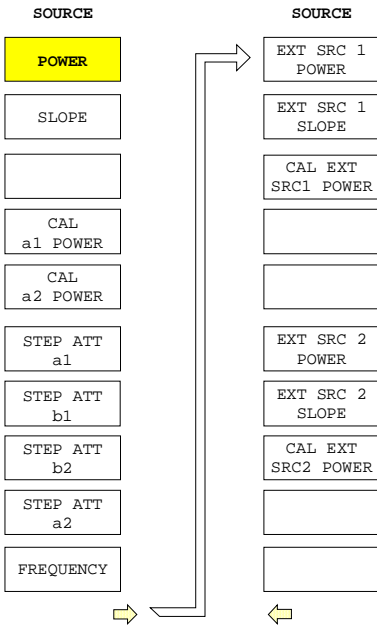 SOURCE
POWER
SLOPE
CAL
a1 POWER
CAL
a2 POWER
STEP ATT
a1
STEP ATT
b1
STEP ATT
b2
STEP ATT
a2
FREQUENCY
SOURCE
EXT SRC 1
POWER
EXT SRC 1
SLOPE
CAL EXT
SRC1 POWER
EXT SRC 2
POWER
EXT SRC 2
SLOPE
CAL EXT
SRC2 POWER